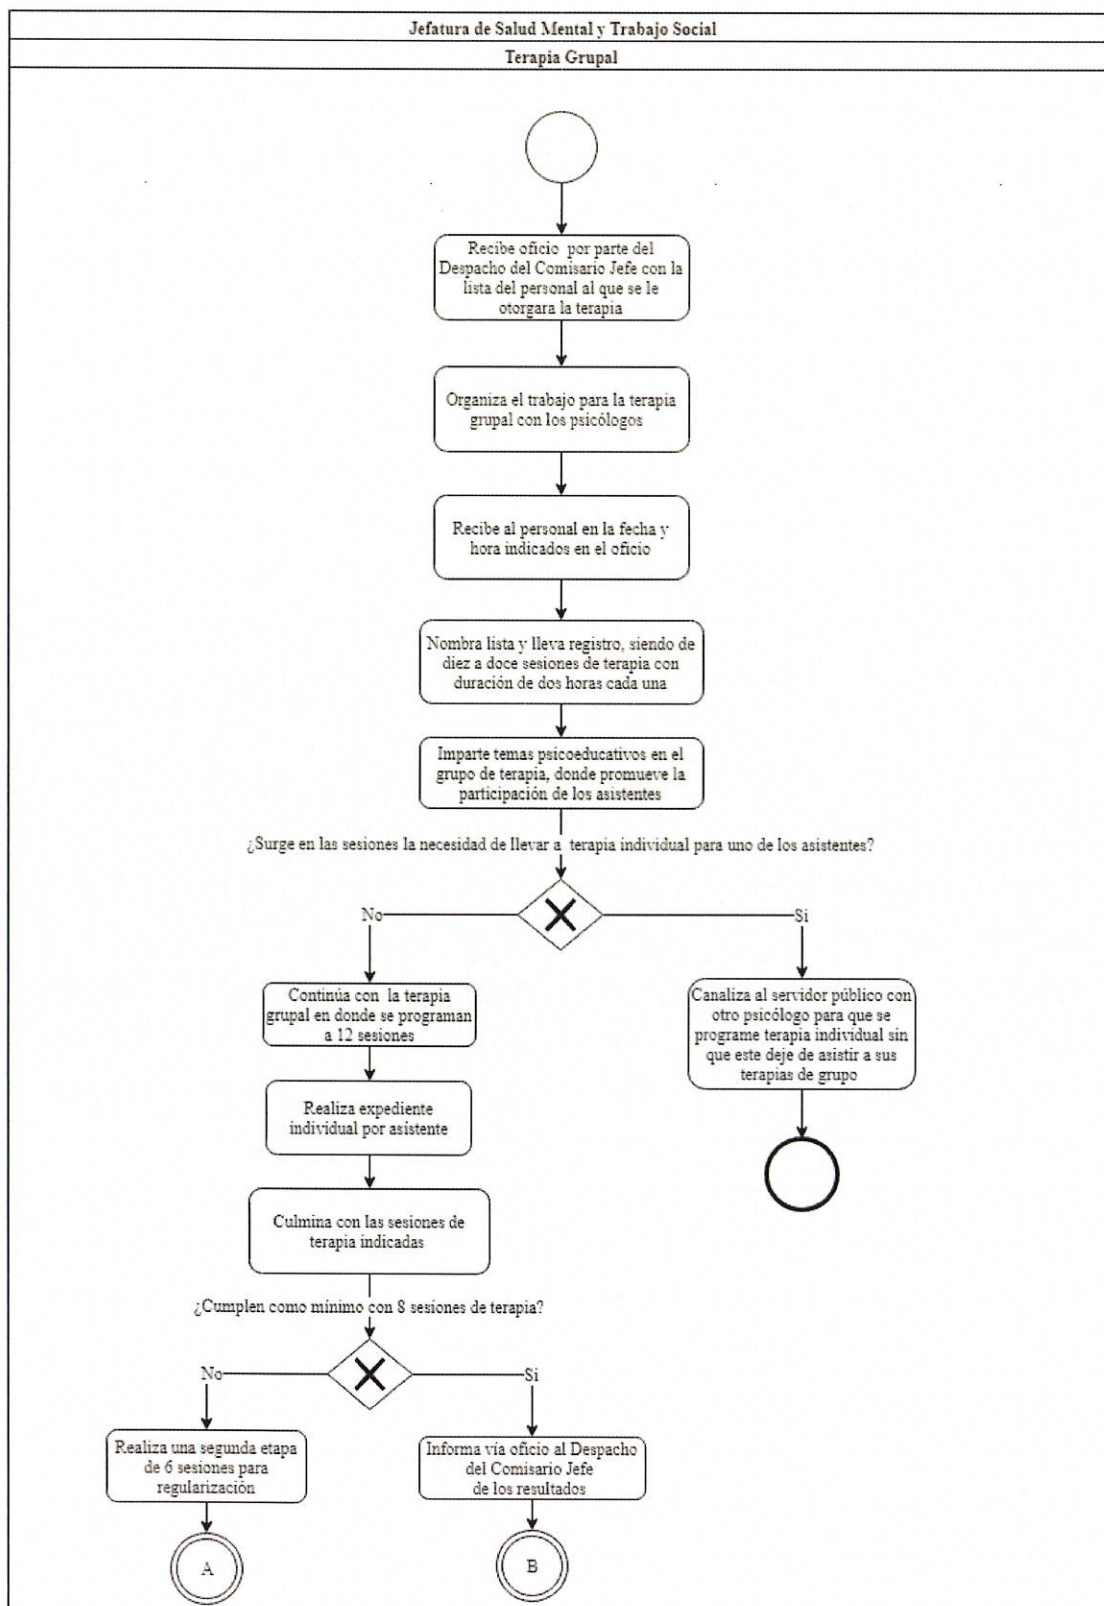 Jefatura de Salud Mental y Trabajo Social
Terapia Grupal
Recibe oficio por parte del
Despacho del Comisario Jefe con la
lista del personal al que se le
otorgara la terapia
Organiza el trabajo para la terapia
grupal con los psicólogos
Recibe al personal en la fecha y
hora indicados en el oficio
Nombra lista y lleva registro, siendo de
diez a doce sesiones de terapia con
duración de dos horas cada una
Imparte temas psicoeducativos en el
grupo de terapia, donde promueve la
participación de los asistentes
¿Surge en las sesiones la necesidad de llevar a terapia individual para uno de los asistentes?
No
Si
Continúa con la terapia
grupal en donde se programan
a 12 sesiones
Canaliza al servidor público con
otro psicólogo para que se
programe terapia individual sin
que este deje de asistir a sus
terapias de grupo
Realiza expediente
individual por asistente
Culmina con las sesiones de
terapia indicadas
¿Cumplen como mínimo con 8 sesiones de terapia?
No
Si
Realiza una segunda etapa
de 6 sesiones para
regularización
Informa vía oficio al Despacho
del Comisario Jefe
de los resultados
A
B